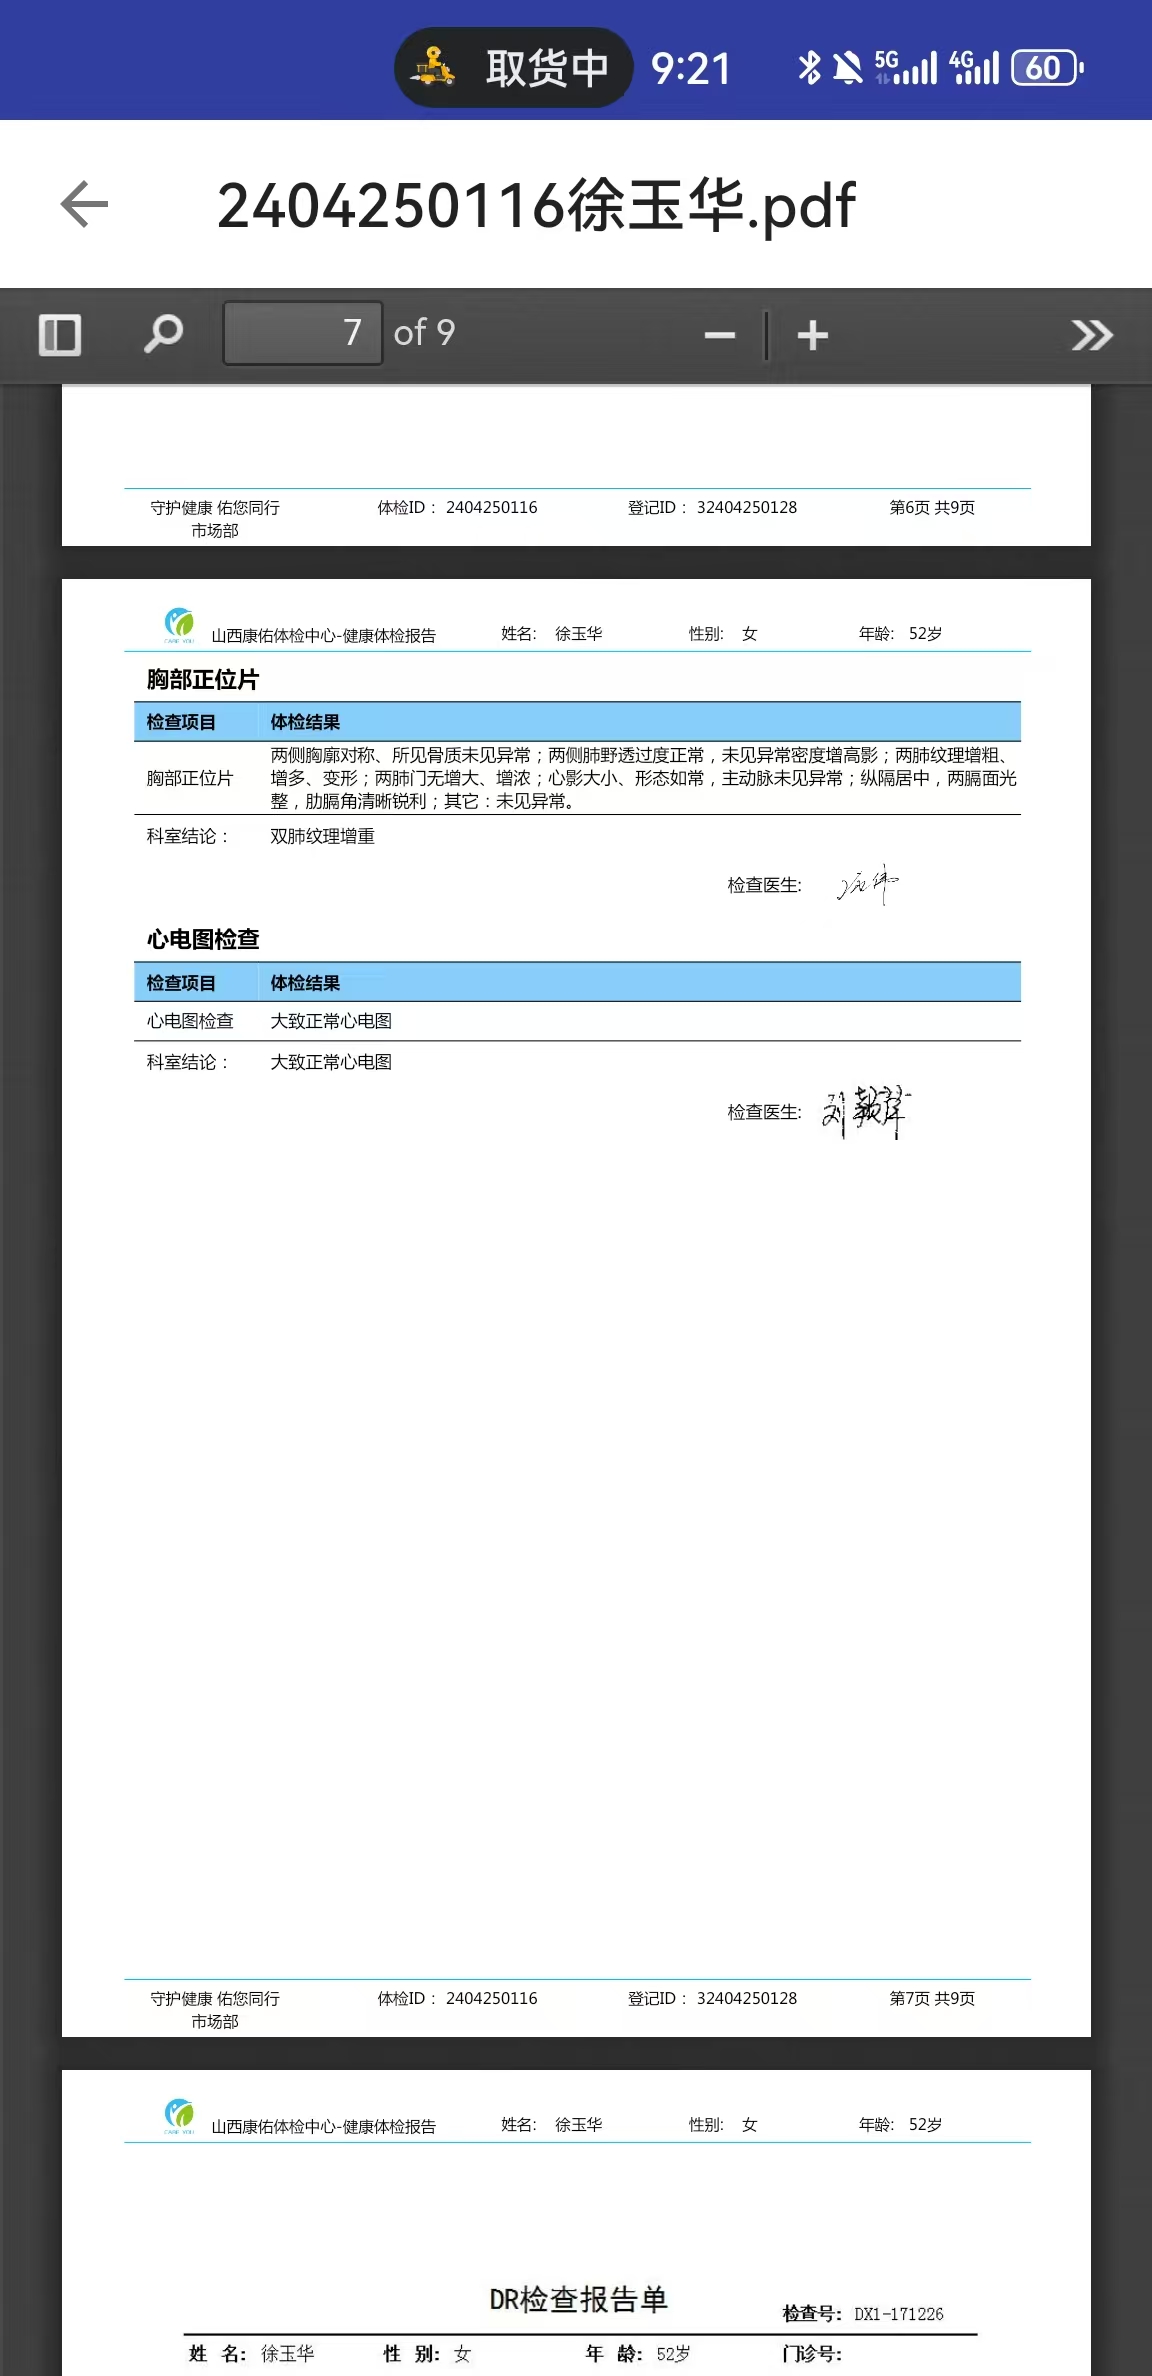 取货中 9:21 5G 4G 60
2404250116徐玉华.pdf
7 of 9
守护健康 佑您同行 体检ID： 2404250116 登记ID： 32404250128 第6页 共9页
市场部
CARE YOU 山西康佑体检中心-健康体检报告 姓名: 徐玉华 性别: 女 年龄: 52岁
胸部正位片
检查项目 体检结果
胸部正位片 两侧胸廓对称、所见骨质未见异常；两侧肺野透过度正常，未见异常密度增高影；两肺纹理增粗、
增多、变形；两肺门无增大、增浓；心影大小、形态如常，主动脉未见异常；纵隔居中，两膈面光
整，肋膈角清晰锐利；其它：未见异常。
科室结论： 双肺纹理增重
检查医生:
心电图检查
检查项目 体检结果
心电图检查 大致正常心电图
科室结论： 大致正常心电图
检查医生:
守护健康 佑您同行 体检ID： 2404250116 登记ID： 32404250128 第7页 共9页
市场部
CARE YOU 山西康佑体检中心-健康体检报告 姓名: 徐玉华 性别: 女 年龄: 52岁
DR检查报告单
检查号: DX1-171226
姓 名: 徐玉华 性 别: 女 年 龄: 52岁 门诊号: